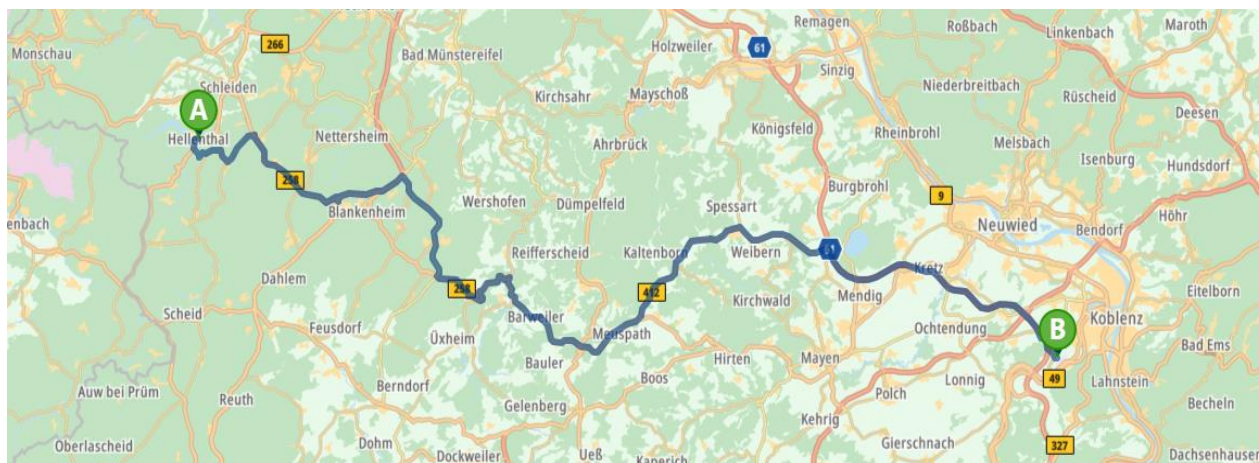 Remagen
Roßbach
Linkenbach
Maroth
Monschau
266
Bad Münstereifel
Holzweiler
61
Sinzig
Niederbreitbach
Rüscheid
Deesen
Schleiden
A
Kirchsahr
Mayschoß
Hellenthal
Nettersheim
Ahrbrück
Königsfeld
Rheinbrohl
Melsbach
Isenburg
Hundsdorf
258
Burgbrohl
9
Blankenheim
Wershofen
Dümpelfeld
Spessart
Neuwied
Höhr
Bendorf
Reifferscheid
Kaltenborn
Weibern
61
Kretz
Dahlem
258
412
Kirchwald
Mendig
Eitelborn
Scheid
Feusdorf
Üxheim
Barweiler
Meuspath
Ochtendung
B
Koblenz
Bad Ems
Auw bei Prüm
Reuth
Berndorf
Bauler
Hirten
Mayen
Boos
Polch
Lonnig
49
Lahnstein
Becheln
Gelenberg
Kehrig
Oberlascheid
Dohm
Dockweiler
Ueß
Kaperich
Gierschnach
327
Dachsenhausen